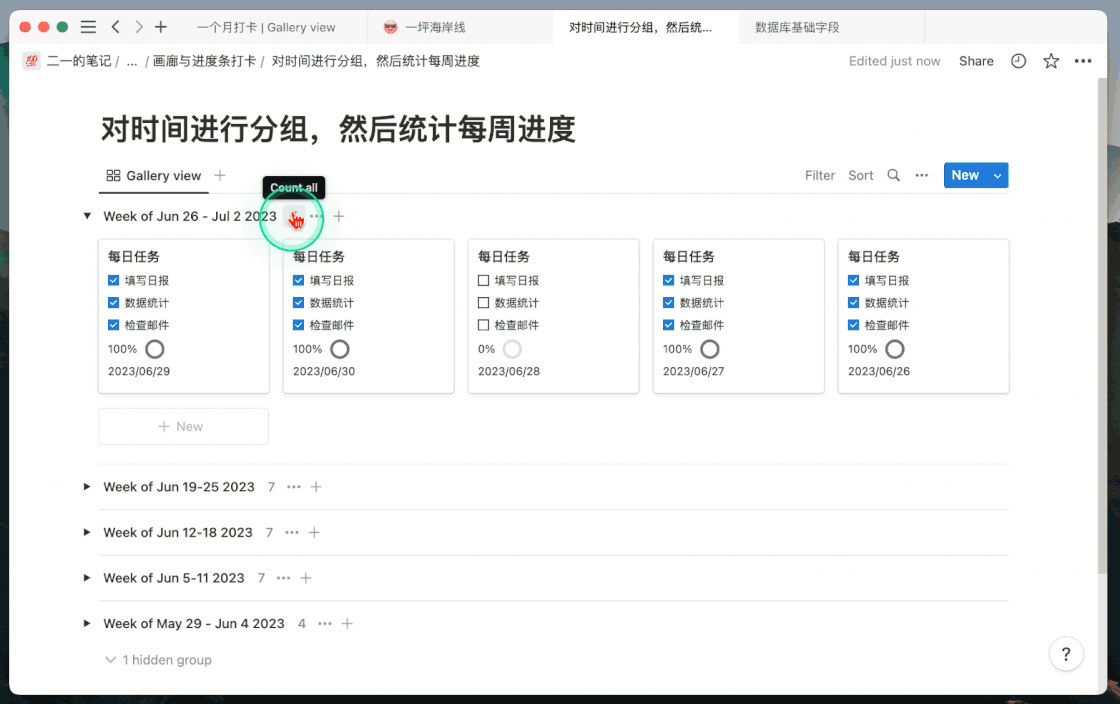 一个月打卡 | Gallery view
一坪海岸线
对时间进行分组，然后统...
数据库基础字段
二一的笔记 / ... / 画廊与进度条打卡 / 对时间进行分组，然后统计每周进度
Edited just now Share
对时间进行分组，然后统计每周进度
Gallery view
Filter Sort New
Count all
Week of Jun 26 - Jul 2 2023
每日任务
填写日报
数据统计
检查邮件
100%
2023/06/29
每日任务
填写日报
数据统计
检查邮件
100%
2023/06/30
每日任务
填写日报
数据统计
检查邮件
0%
2023/06/28
每日任务
填写日报
数据统计
检查邮件
100%
2023/06/27
每日任务
填写日报
数据统计
检查邮件
100%
2023/06/26
New
Week of Jun 19-25 2023 7
Week of Jun 12-18 2023 7
Week of Jun 5-11 2023 7
Week of May 29 - Jun 4 2023 4
1 hidden group
?